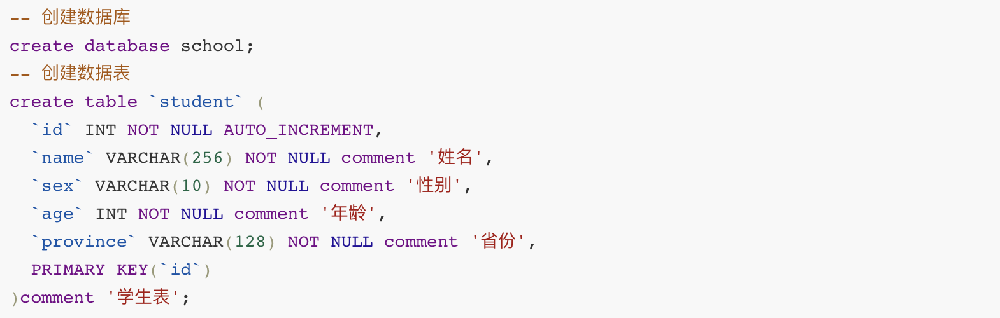 -- 创建数据库
create database school;
-- 创建数据表
create table `student` (
  `id` INT NOT NULL AUTO_INCREMENT,
  `name` VARCHAR(256) NOT NULL comment '姓名',
  `sex` VARCHAR(10) NOT NULL comment '性别',
  `age` INT NOT NULL comment '年龄',
  `province` VARCHAR(128) NOT NULL comment '省份',
  PRIMARY KEY(`id`)
)comment '学生表';